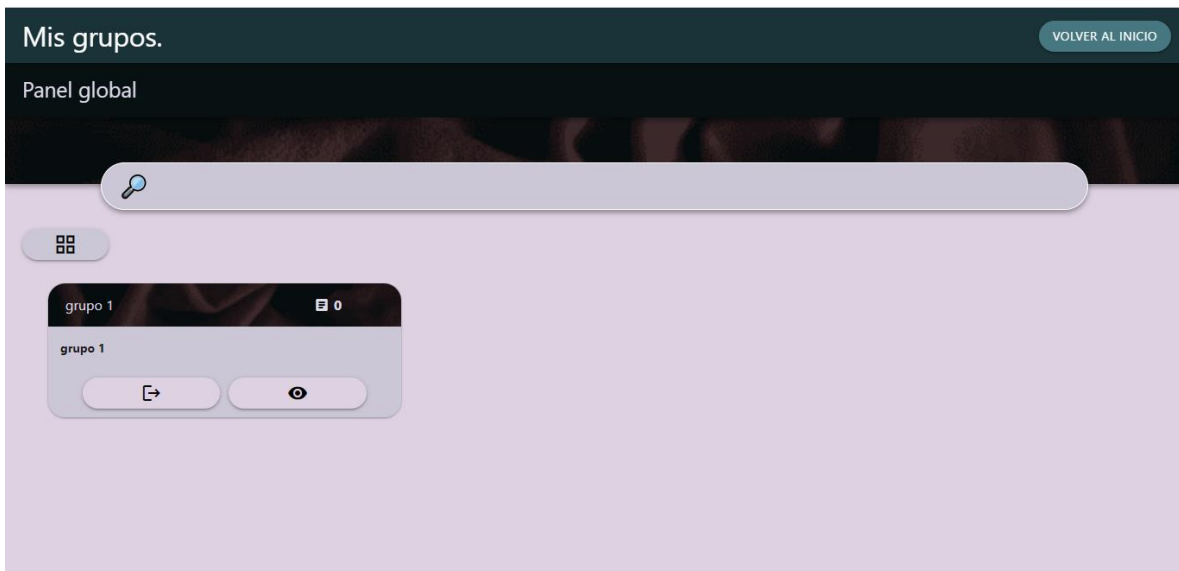 Mis grupos.
VOLVER AL INICIO
Panel global
grupo 1
0
grupo 1